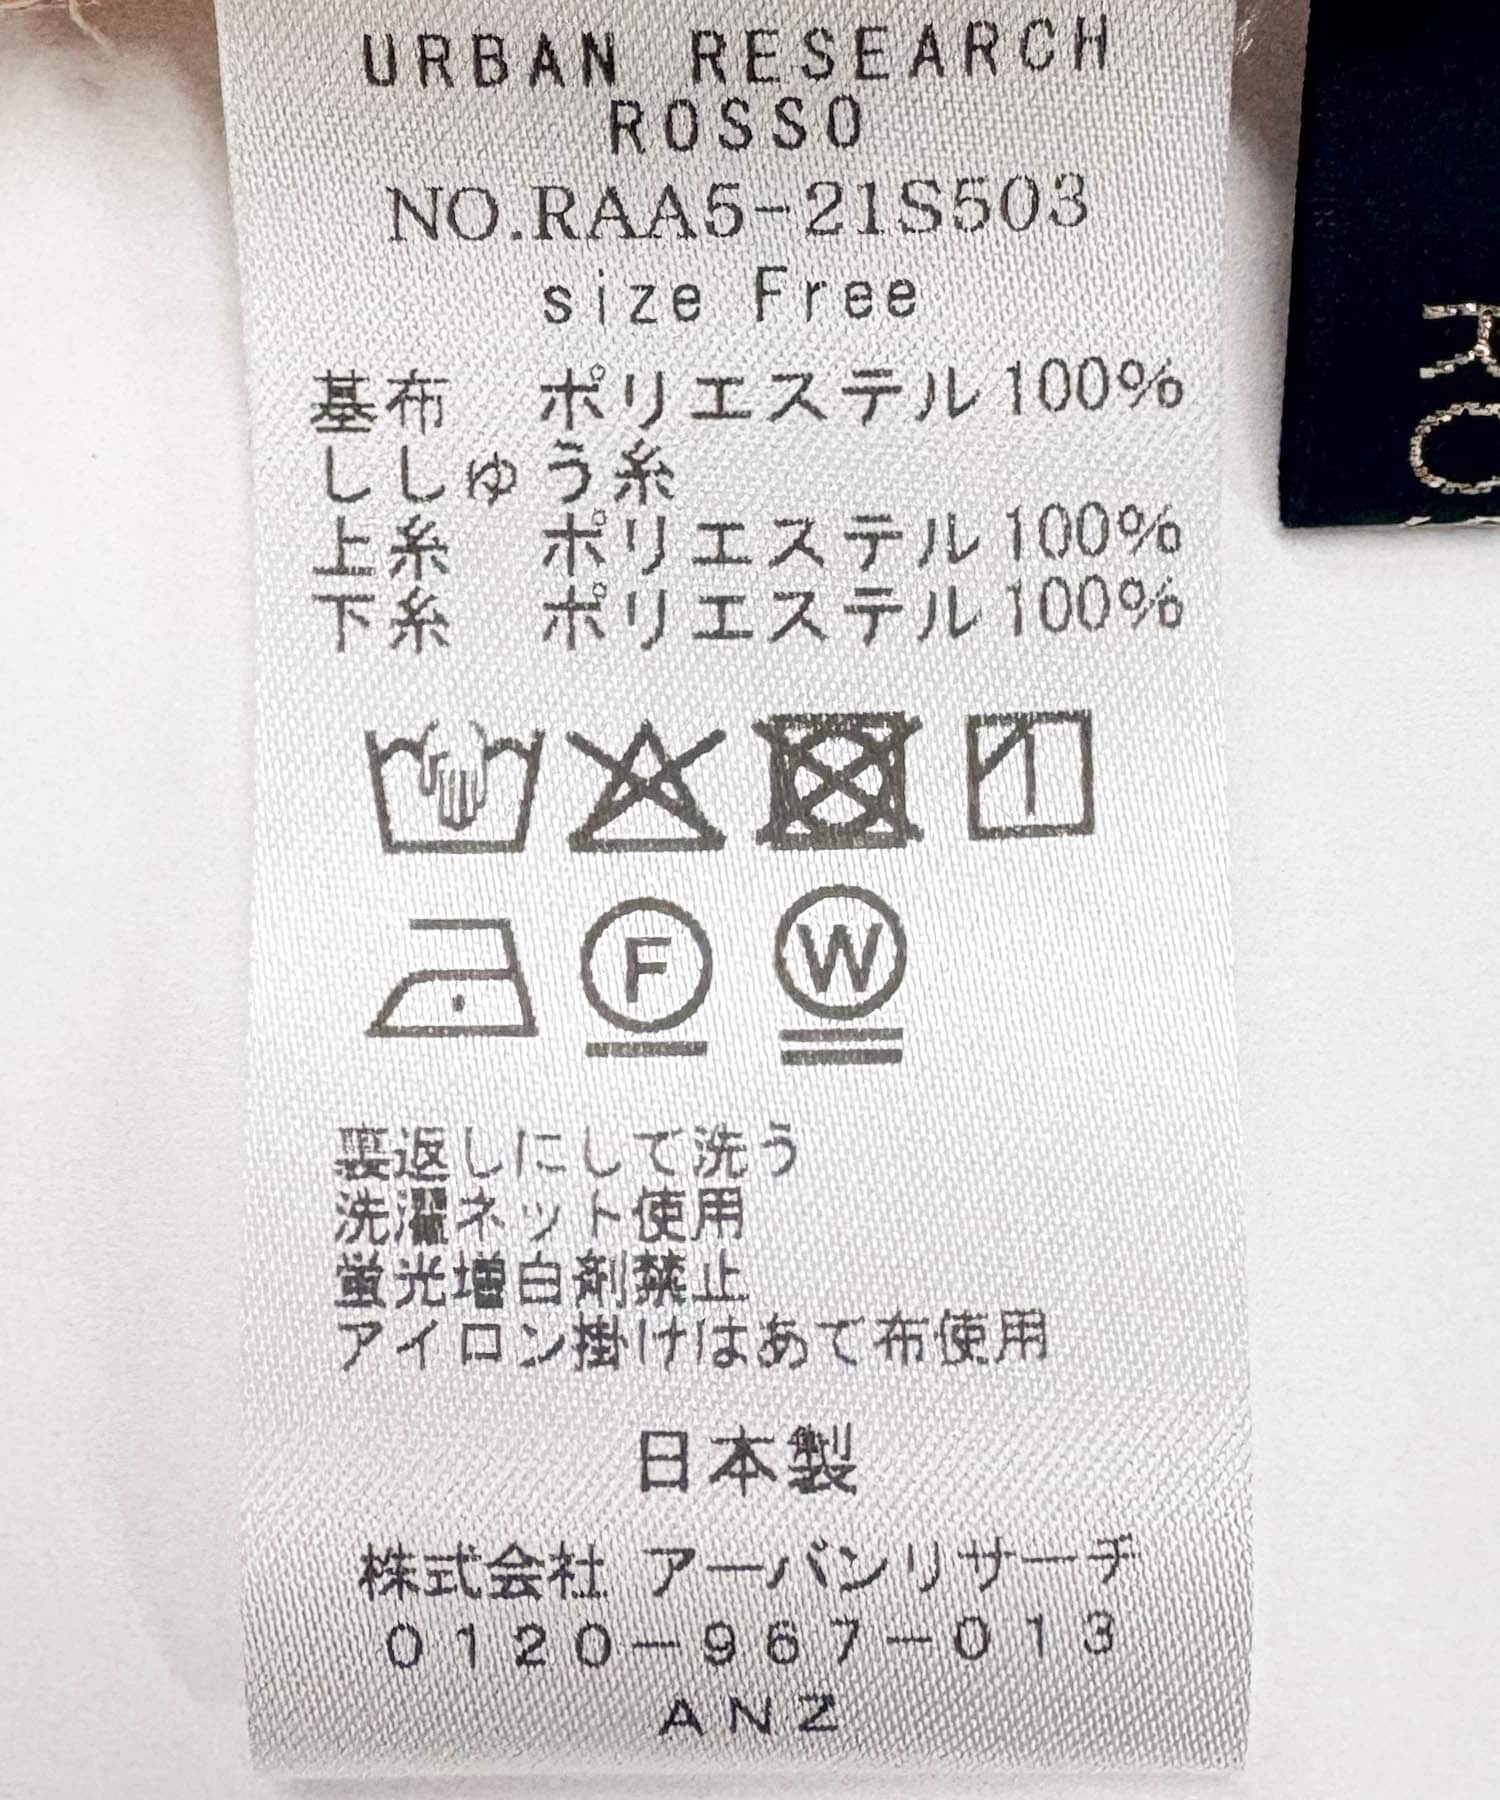 URBAN RESEARCH
ROSSO
NO.RAA5-21S503
size Free
基布　ポリエステル100%
ししゅう糸
上糸　ポリエステル100%
下糸　ポリエステル100%
F
W
裏返しにして洗う
洗濯ネット使用
蛍光増白剤禁止
アイロン掛けはあて布使用
日本製
株式会社 アーバンリサーチ
0120-967-013
ANZ
RO